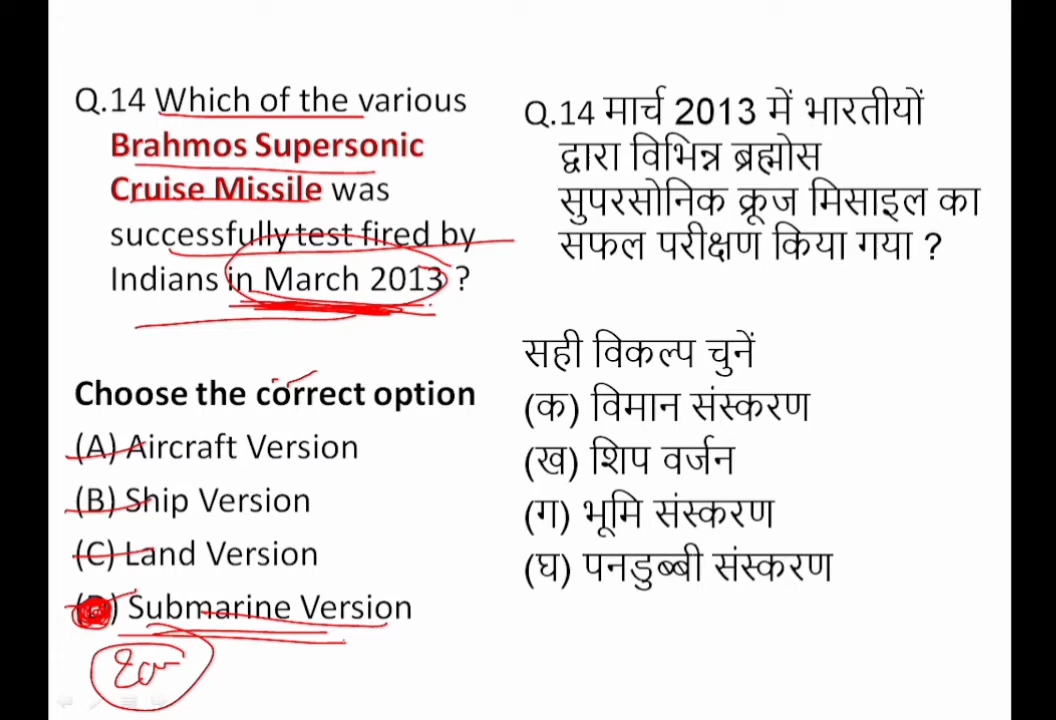 Q.14 Which of the various
Brahmos Supersonic
Cruise Missile was
successfully test fired by
Indians in March 2013 ?
Choose the correct option
(A) Aircraft Version
(B) Ship Version
(C) Land Version
(D) Submarine Version
Q.14 मार्च 2013 में भारतीयों
द्वारा विभिन्न ब्रह्मोस
सुपरसोनिक क्रूज मिसाइल का
सफल परीक्षण किया गया ?
सही विकल्प चुनें
(क) विमान संस्करण
(ख) शिप वर्जन
(ग) भूमि संस्करण
(घ) पनडुब्बी संस्करण